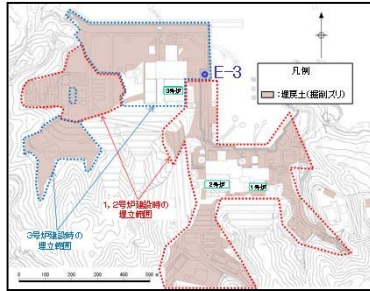 凡例
：埋戻土(掘削ズリ)
E-3
3号炉
2号炉
1号炉
1, 2号炉建設時の
埋立範囲
3号炉建設時の
埋立範囲
0 100 200 300 400 500 m